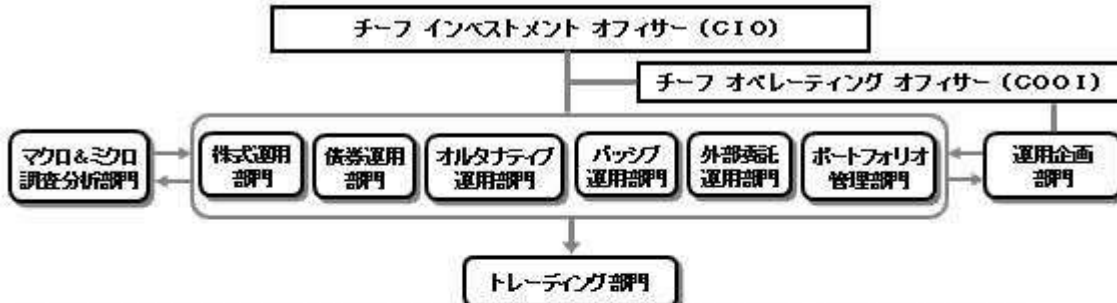 チーフ インベストメント オフィサー (CIO)
チーフ オペレーティング オフィサー (COOI)
マクロ&ミクロ
調査分析部門
株式運用
部門
債券運用
部門
オルタナティブ
運用部門
パッシブ
運用部門
外部委託
運用部門
ポートフォリオ
管理部門
運用企画
部門
トレーディング部門